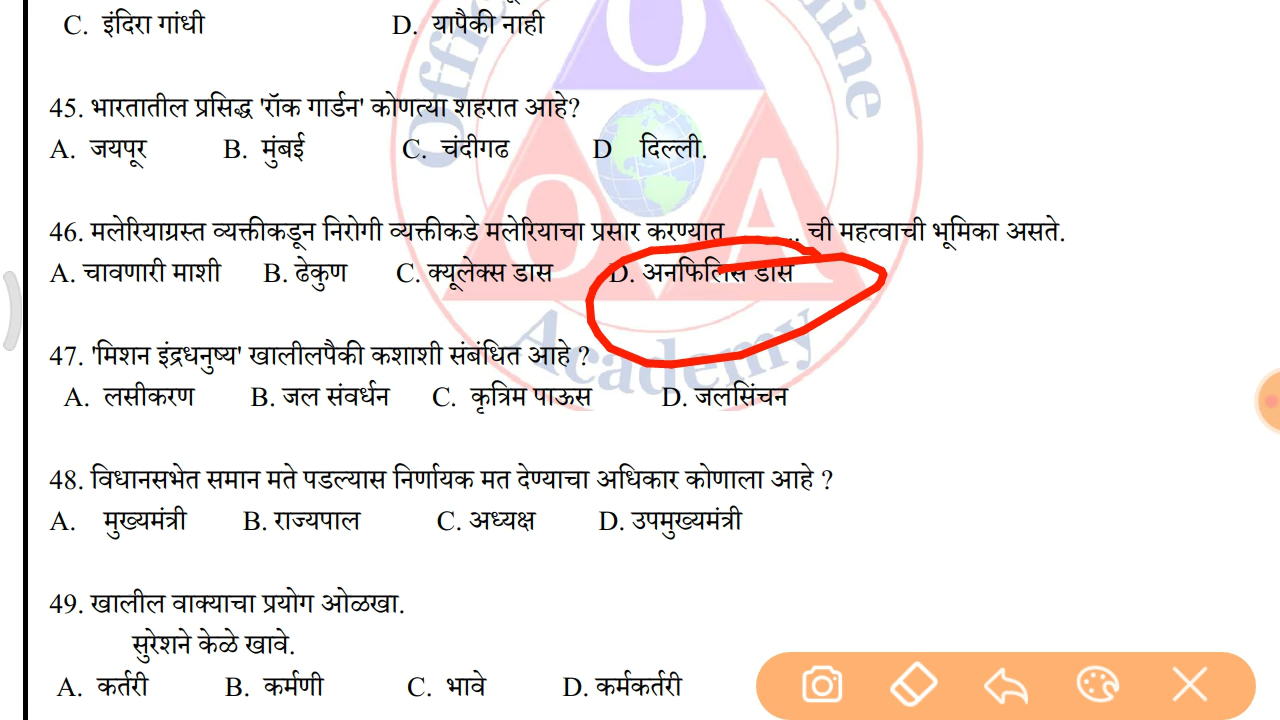 C. इंदिरा गांधी D. यापैकी नाही
45. भारतातील प्रसिद्ध 'रॉक गार्डन' कोणत्या शहरात आहे?
A. जयपूर B. मुंबई C. चंदीगढ D दिल्ली.
46. मलेरियाग्रस्त व्यक्तीकडून निरोगी व्यक्तीकडे मलेरियाचा प्रसार करण्यात ........ ची महत्वाची भूमिका असते.
A. चावणारी माशी B. ढेकुण C. क्यूलेक्स डास D. अनफिलिस डास
47. 'मिशन इंद्रधनुष्य' खालीलपैकी कशाशी संबंधित आहे ?
A. लसीकरण B. जल संवर्धन C. कृत्रिम पाऊस D. जलसिंचन
48. विधानसभेत समान मते पडल्यास निर्णायक मत देण्याचा अधिकार कोणाला आहे ?
A. मुख्यमंत्री B. राज्यपाल C. अध्यक्ष D. उपमुख्यमंत्री
49. खालील वाक्याचा प्रयोग ओळखा.
सुरेशने केळे खावे.
A. कर्तरी B. कर्मणी C. भावे D. कर्मकर्तरी
O
O A
Academy